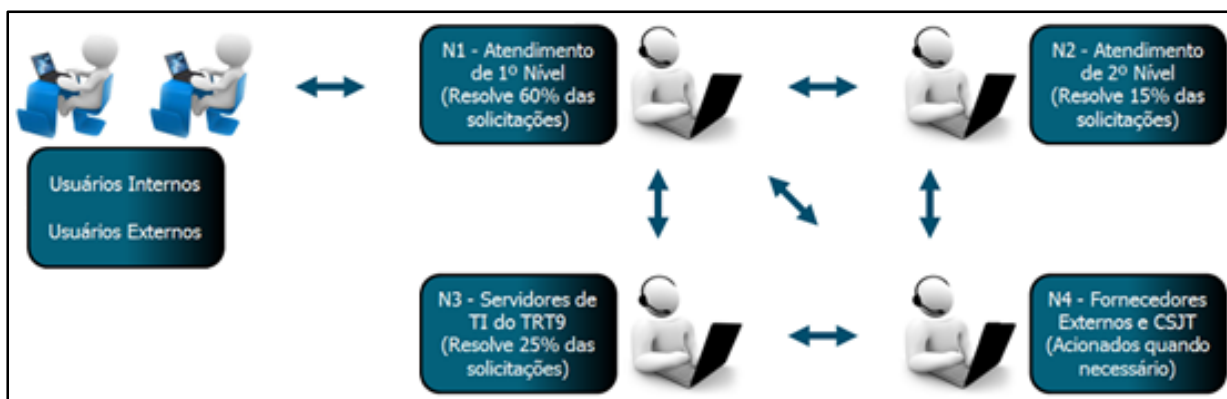 N1 - Atendimento
de 1º Nível
(Resolve 60% das
solicitações)
N2 - Atendimento
de 2º Nível
(Resolve 15% das
solicitações)
Usuários Internos
Usuários Externos
N3 - Servidores de
TI do TRT9
(Resolve 25% das
solicitações)
N4 - Fornecedores
Externos e CSJT
(Acionados quando
necessário)